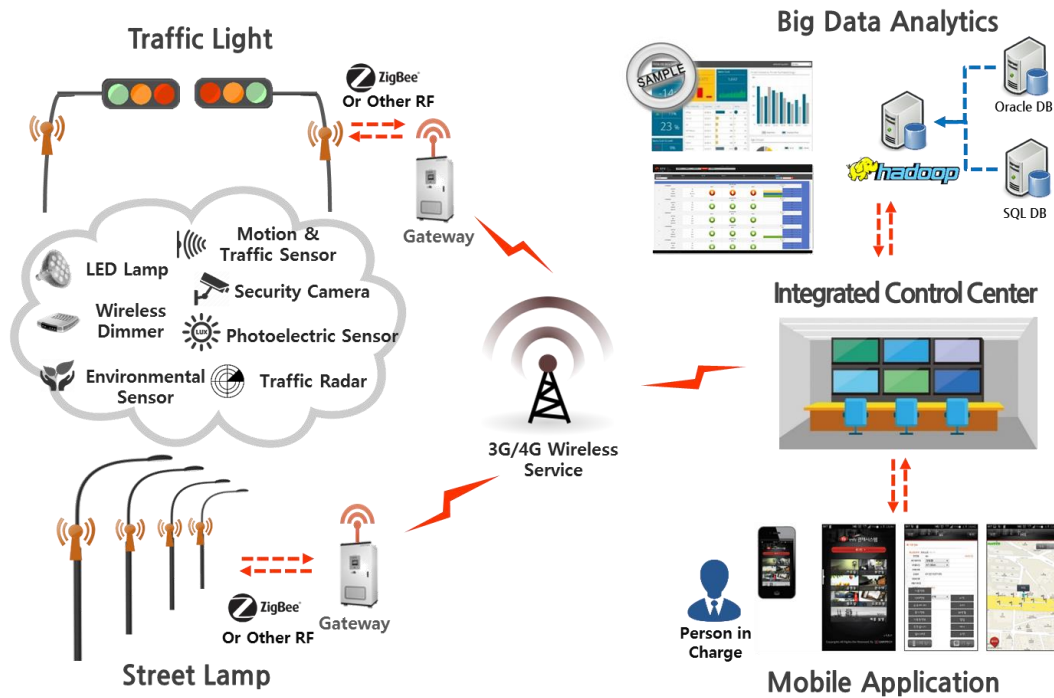 Traffic Light
ZigBee®
Or Other RF
Gateway
Motion &
Traffic Sensor
LED Lamp
Security Camera
Wireless
Dimmer
LUX
Photoelectric Sensor
Environmental
Sensor
Traffic Radar
3G/4G Wireless
Service
ZigBee®
Or Other RF
Gateway
Street Lamp
Big Data Analytics
SAMPLE
23 %
Oracle DB
hadoop
SQL DB
Integrated Control Center
Person in
Charge
Mobile Application